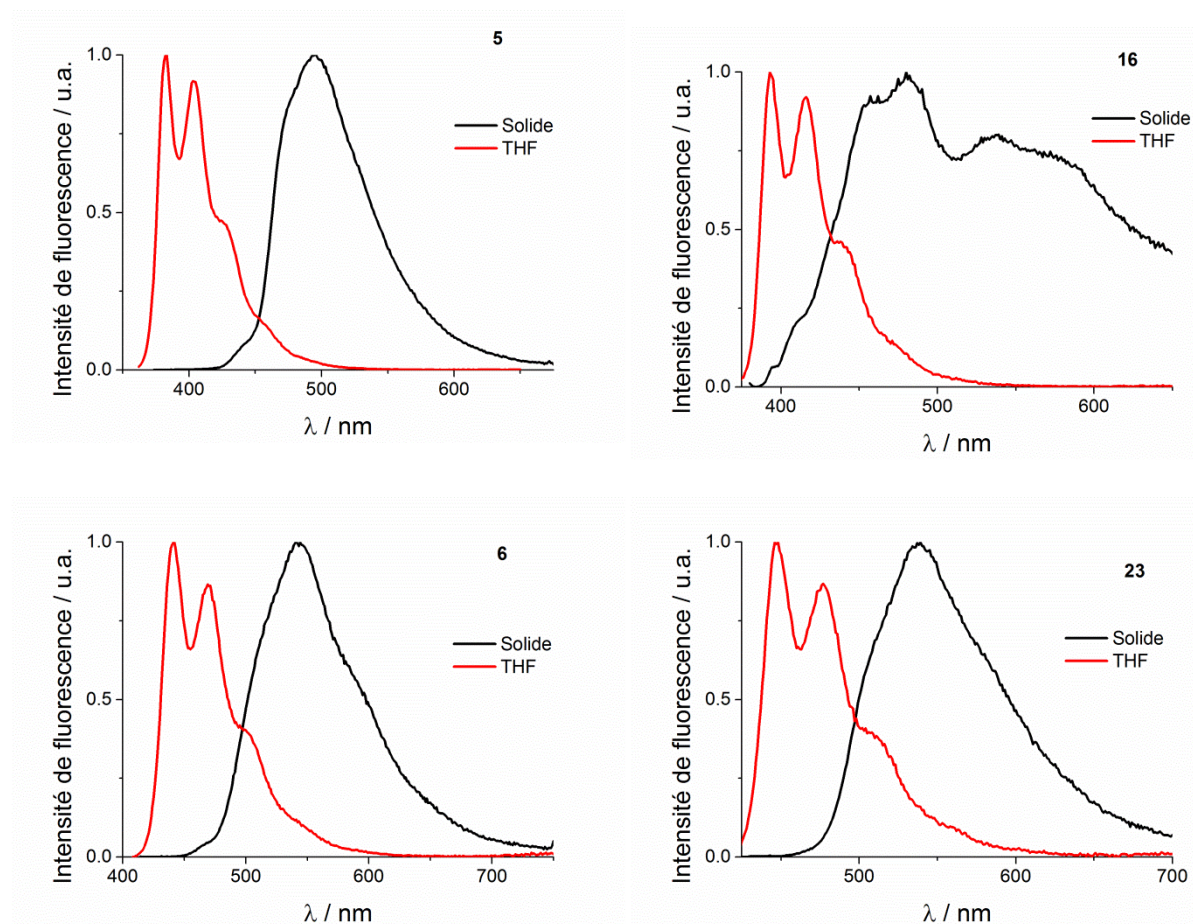 5
1.0
0.5
0.0
Intensité de fluorescence / u.a.
Solide
THF
400
500
600
λ / nm
16
1.0
0.5
0.0
Intensité de fluorescence / u.a.
Solide
THF
400
500
600
λ / nm
6
1.0
0.5
0.0
Intensité de fluorescence / u.a.
Solide
THF
400
500
600
700
λ / nm
23
1.0
0.5
0.0
Intensité de fluorescence / u.a.
Solide
THF
500
600
700
λ / nm